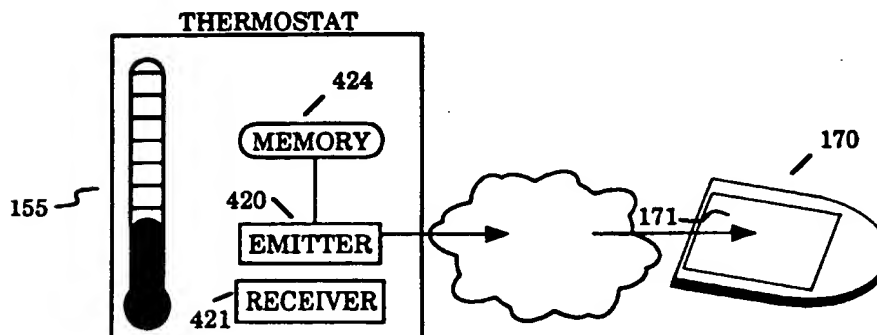 THERMOSTAT
424
MEMORY
170
155
420
171
EMITTER
421
RECEIVER